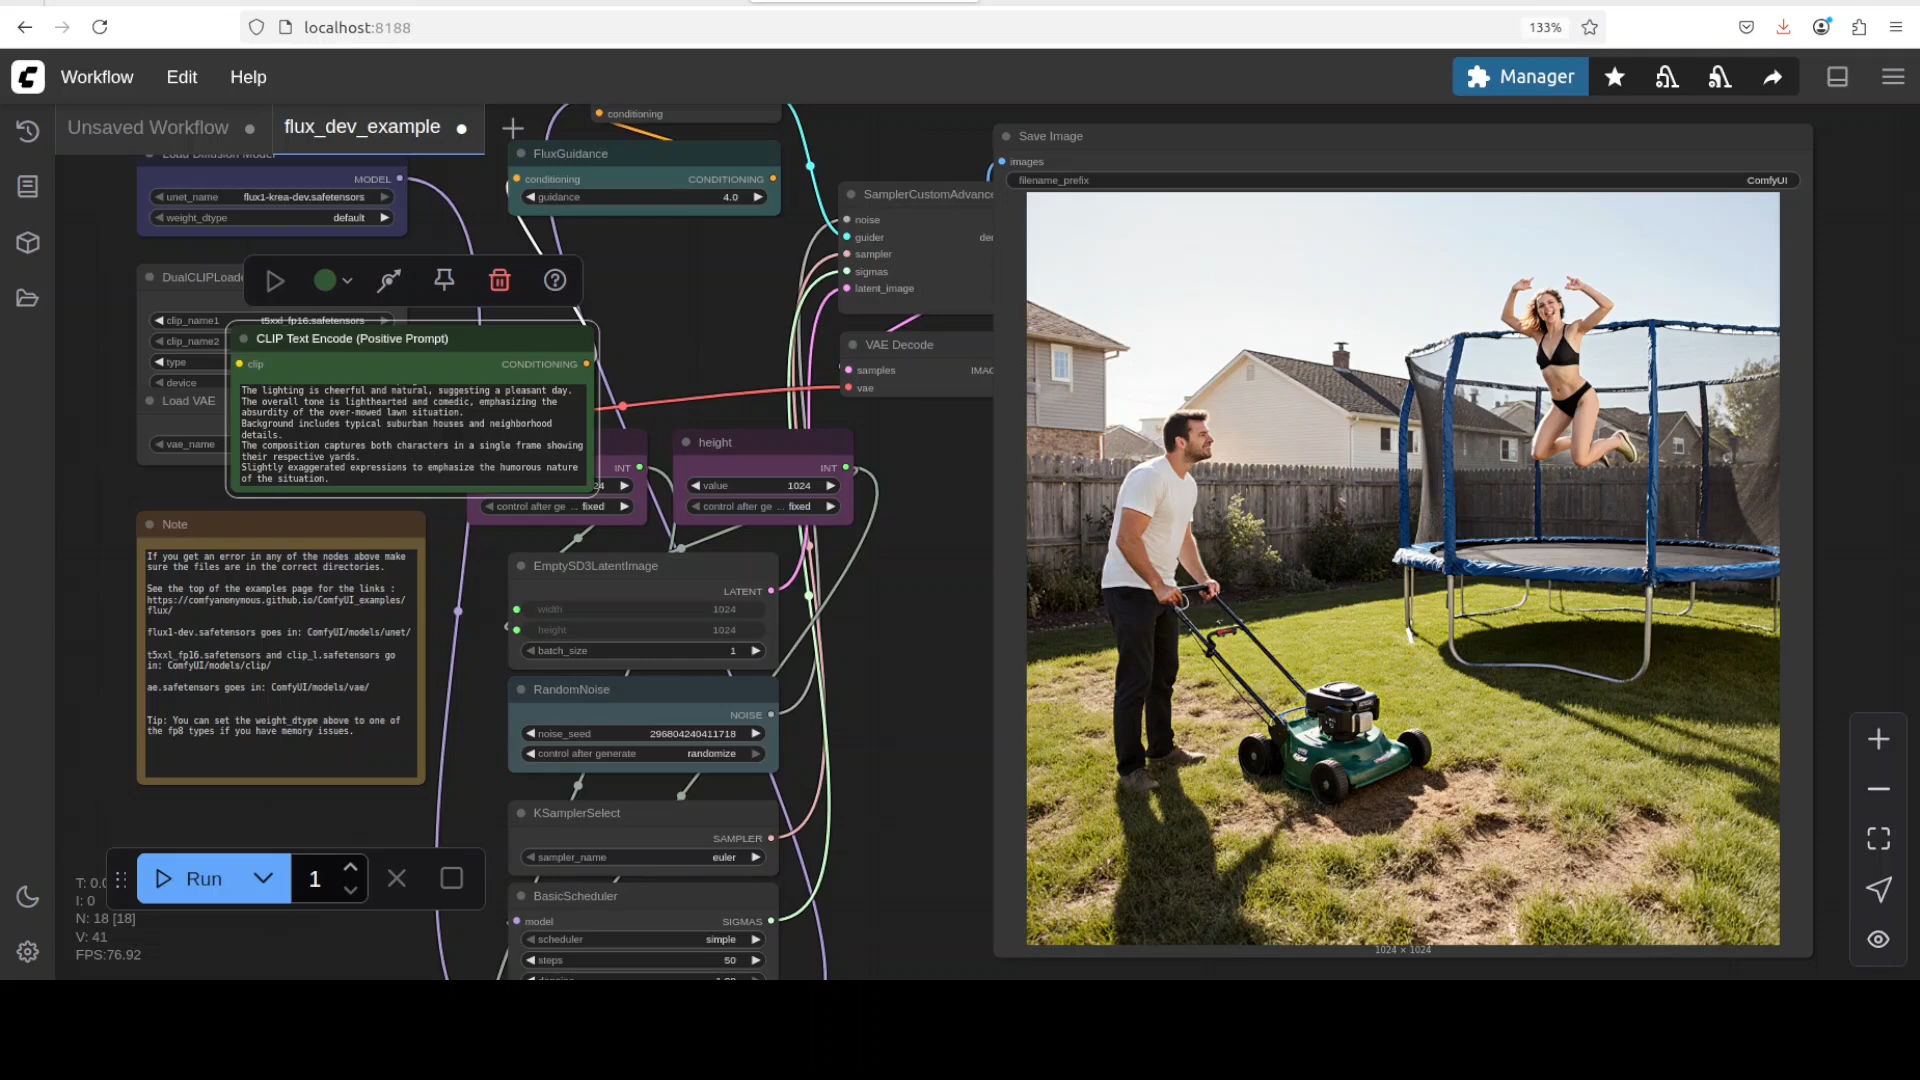 localhost:8188
133%
Workflow
Edit
Help
Manager
Unsaved Workflow
flux_dev_example
conditioning
Load Diffusion Model
MODEL
unet_name
flux1-krea-dev.safetensors
weight_dtype
default
FluxGuidance
conditioning
CONDITIONING
guidance
4.0
DualCLIPLoade
clip_name1
t5xxl_fp16.safetensors
clip_name2
type
device
Load VAE
vae_name
CLIP Text Encode (Positive Prompt)
clip
CONDITIONING
The lighting is cheerful and natural, suggesting a pleasant day.
The overall tone is lighthearted and comedic, emphasizing the
absurdity of the over-mowed lawn situation.
Background includes typical suburban houses and neighborhood
details.
The composition captures both characters in a single frame showing
their respective yards.
Slightly exaggerated expressions to emphasize the humorous nature
of the situation.
INT
24
control after ge ...
fixed
height
INT
value
1024
control after ge ...
fixed
Note
If you get an error in any of the nodes above make
sure the files are in the correct directories.
See the top of the examples page for the links :
https://comfyanonymous.github.io/ComfyUI_examples/
flux/
flux1-dev.safetensors goes in: ComfyUI/models/unet/
t5xxl_fp16.safetensors and clip_l.safetensors go
in: ComfyUI/models/clip/
ae.safetensors goes in: ComfyUI/models/vae/
Tip: You can set the weight_dtype above to one of
the fp8 types if you have memory issues.
EmptySD3LatentImage
LATENT
width
1024
height
1024
batch_size
1
RandomNoise
NOISE
noise_seed
296804240411718
control after generate
randomize
KSamplerSelect
SAMPLER
sampler_name
euler
BasicScheduler
model
SIGMAS
scheduler
simple
steps
50
SamplerCustomAdvance
noise
guider
der
sampler
sigmas
latent_image
VAE Decode
samples
IMAG
vae
Save Image
images
filename_prefix
ComfyUI
1024 × 1024
Run
1
T: 0.0
I: 0
N: 18 [18]
V: 41
FPS:76.92